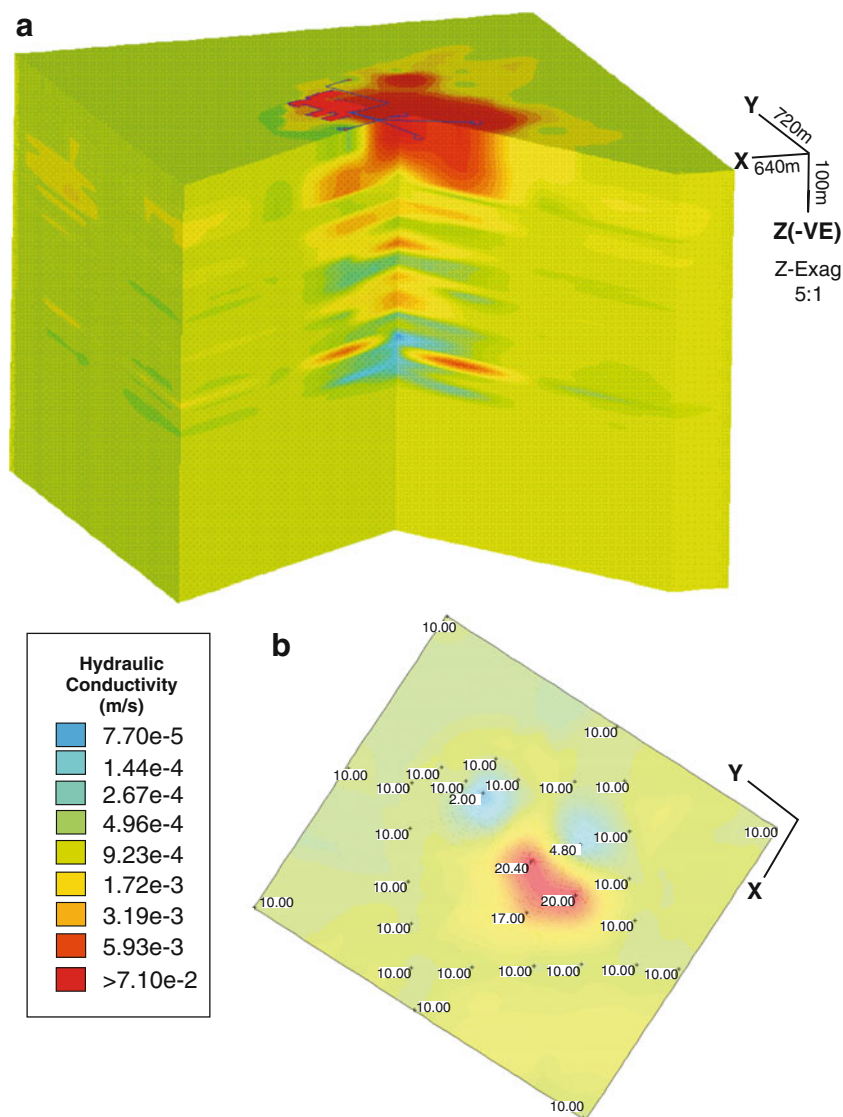 a
Y
720m
X
640m
100m
Z(-VE)
Z-Exag
5:1
Hydraulic
Conductivity
(m/s)
7.70e-5
1.44e-4
2.67e-4
4.96e-4
9.23e-4
1.72e-3
3.19e-3
5.93e-3
>7.10e-2
b
10.00
10.00
10.00
10.00 10.00
10.00 10.00 10.00 10.00 10.00
2.00
Y
10.00 10.00 10.00
4.80
20.40
X
10.00 10.00
10.00 20.00
17.00
10.00 10.00
10.00 10.00 10.00 10.00 10.00 10.00
10.00
10.00